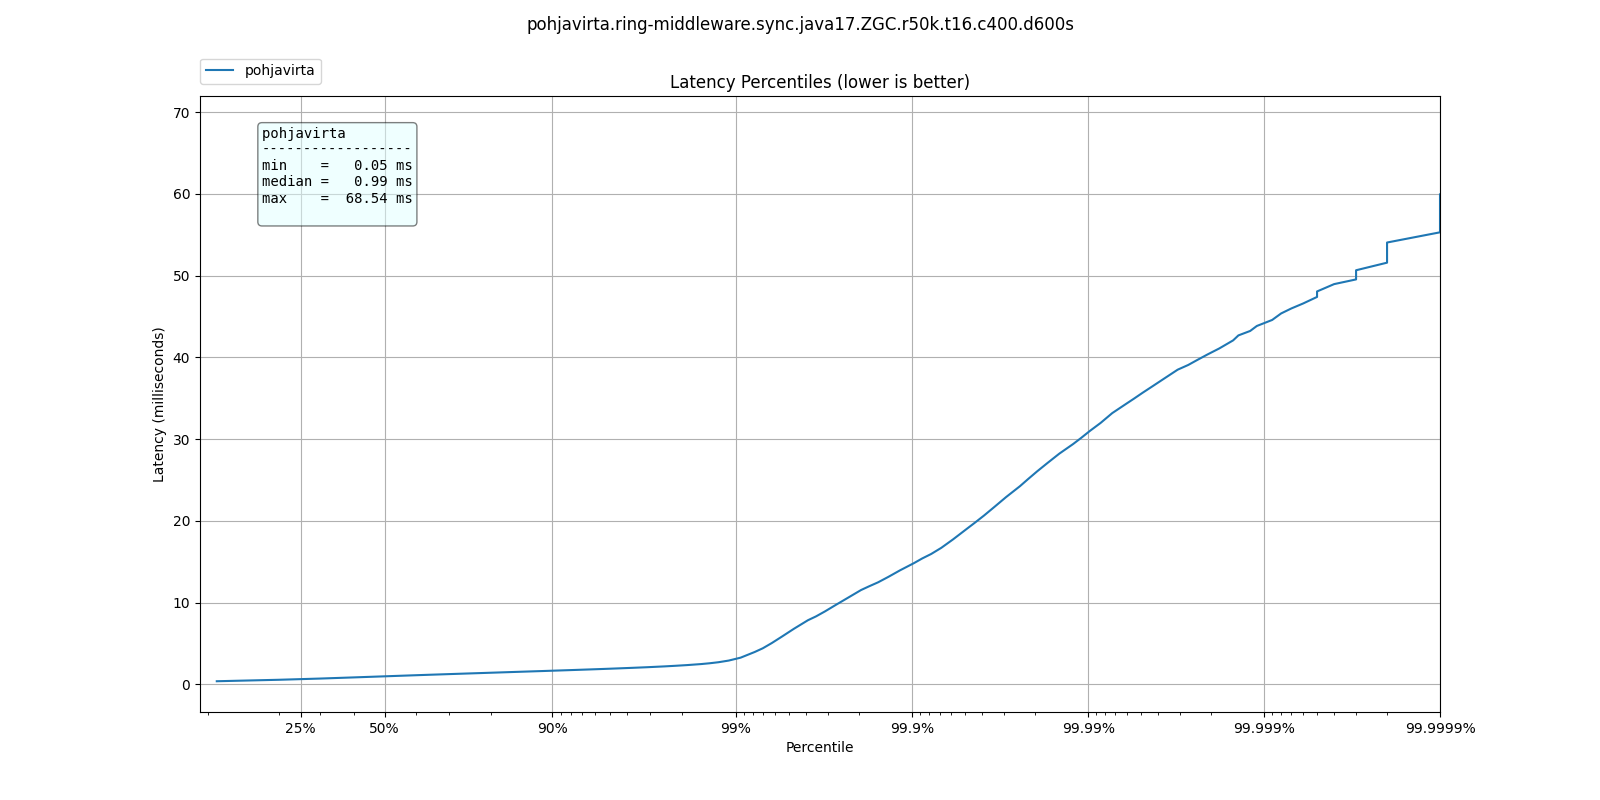 pohjavirta.ring-middleware.sync.java17.ZGC.r50k.t16.c400.d600s
pohjavirta
Latency Percentiles (lower is better)
70
60
50
40
30
20
10
0
Latency (milliseconds)
pohjavirta
------------------
min    =   0.05 ms
median =   0.99 ms
max    =  68.54 ms
25% 50% 90% 99% 99.9% 99.99% 99.999% 99.9999%
Percentile